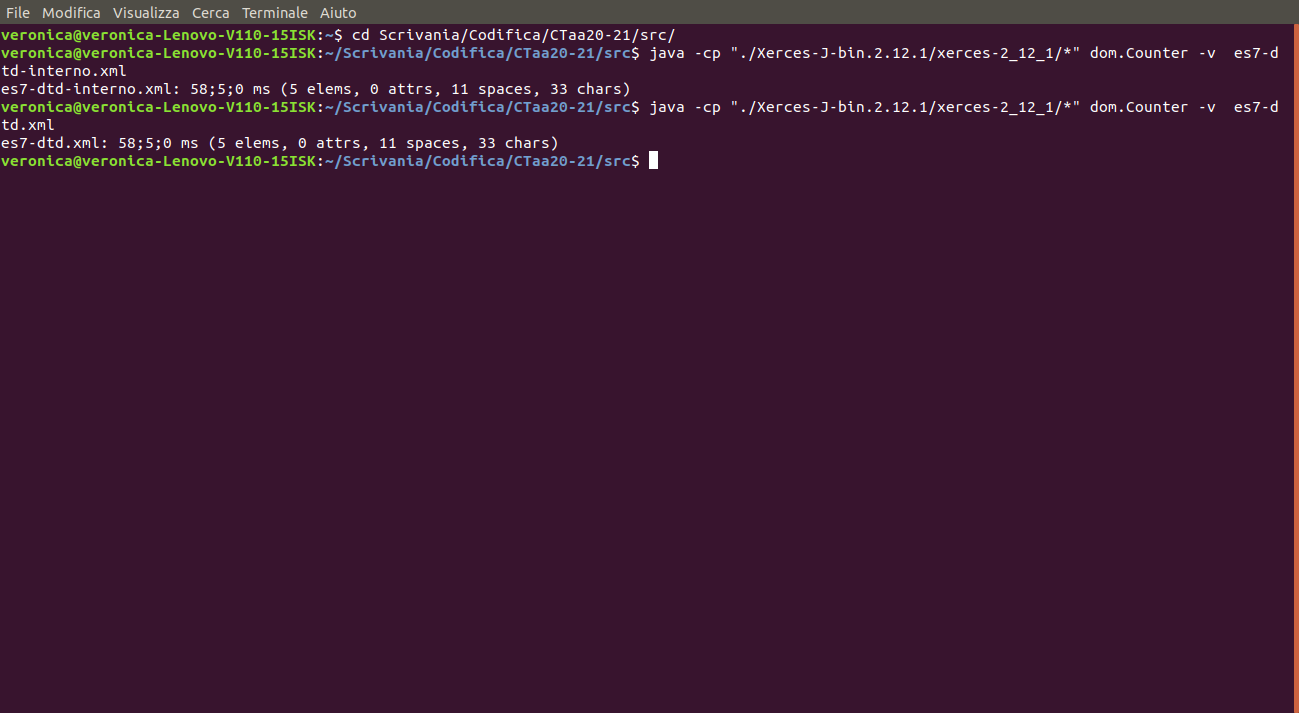 File Modifica Visualizza Cerca Terminale Aiuto
veronica@veronica-Lenovo-V110-15ISK:~$ cd Scrivania/Codifica/CTaa20-21/src/
veronica@veronica-Lenovo-V110-15ISK:~/Scrivania/Codifica/CTaa20-21/src$ java -cp "./Xerces-J-bin.2.12.1/xerces-2_12_1/*" dom.Counter -v  es7-d
td-interno.xml
es7-dtd-interno.xml: 58;5;0 ms (5 elems, 0 attrs, 11 spaces, 33 chars)
veronica@veronica-Lenovo-V110-15ISK:~/Scrivania/Codifica/CTaa20-21/src$ java -cp "./Xerces-J-bin.2.12.1/xerces-2_12_1/*" dom.Counter -v  es7-d
td.xml
es7-dtd.xml: 58;5;0 ms (5 elems, 0 attrs, 11 spaces, 33 chars)
veronica@veronica-Lenovo-V110-15ISK:~/Scrivania/Codifica/CTaa20-21/src$